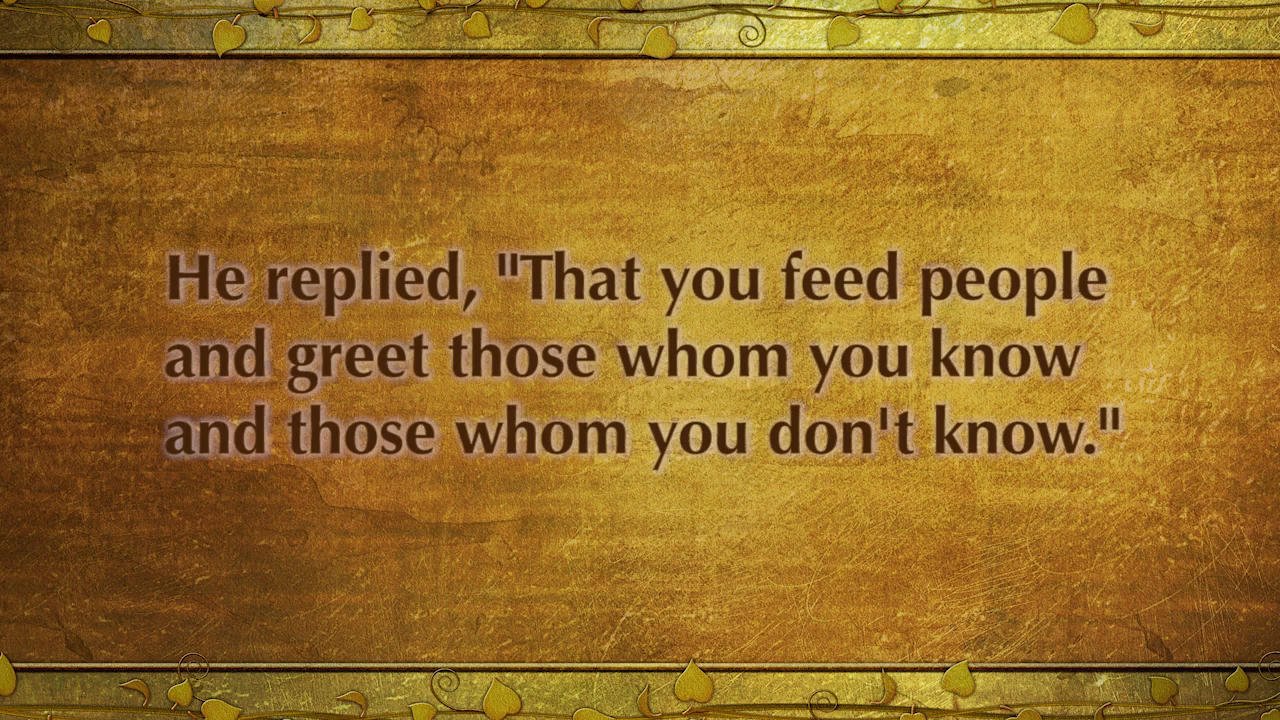 He replied, "That you feed people
and greet those whom you know
and those whom you don't know."